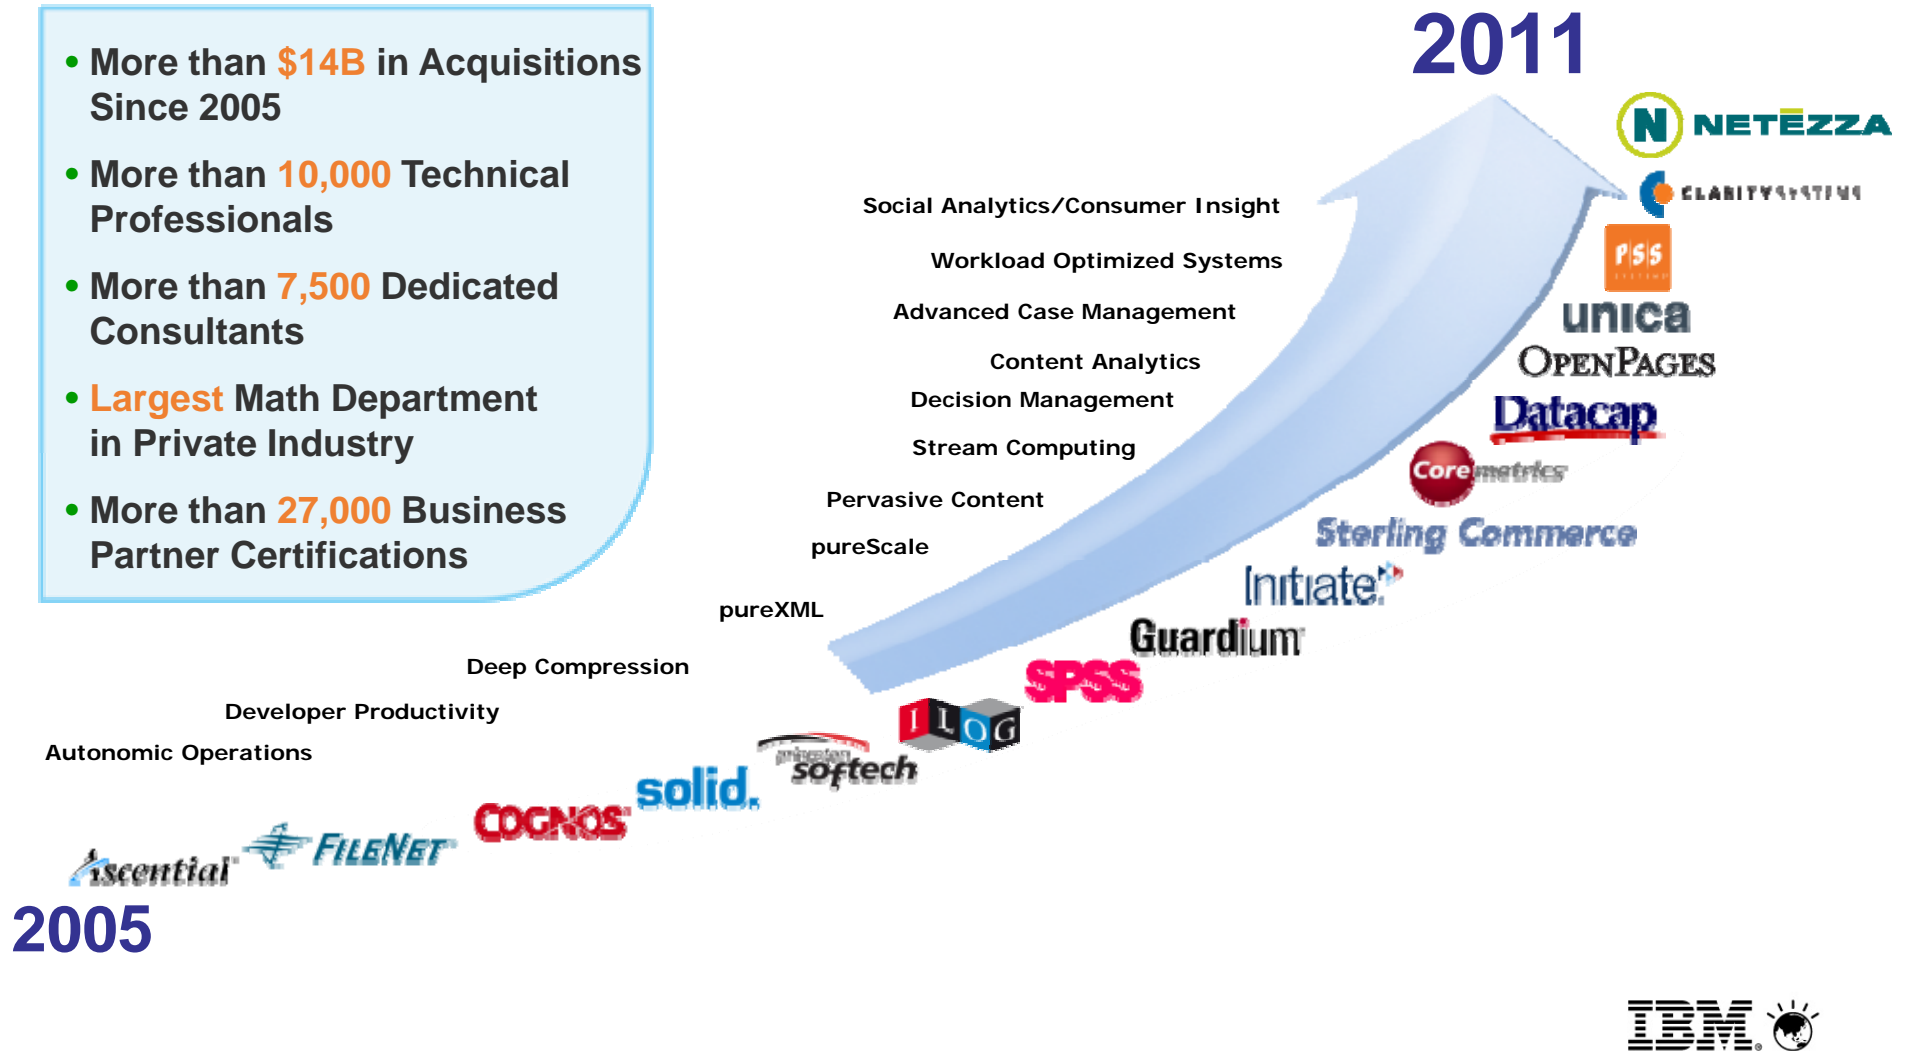 • More than $14B in Acquisitions
Since 2005
• More than 10,000 Technical
Professionals
• More than 7,500 Dedicated
Consultants
• Largest Math Department
in Private Industry
• More than 27,000 Business
Partner Certifications
2011
NETEZZA
CLARITY SYSTEMS
PSS
SYSTEMS
unica
OPENPAGES
Datacap
Coremetrics
Sterling Commerce
Initiate
Guardium
SPSS
ILOG
princeton
softech
solid.
COGNOS
FILENET
Ascential
Social Analytics/Consumer Insight
Workload Optimized Systems
Advanced Case Management
Content Analytics
Decision Management
Stream Computing
Pervasive Content
pureScale
pureXML
Deep Compression
Developer Productivity
Autonomic Operations
2005
IBM